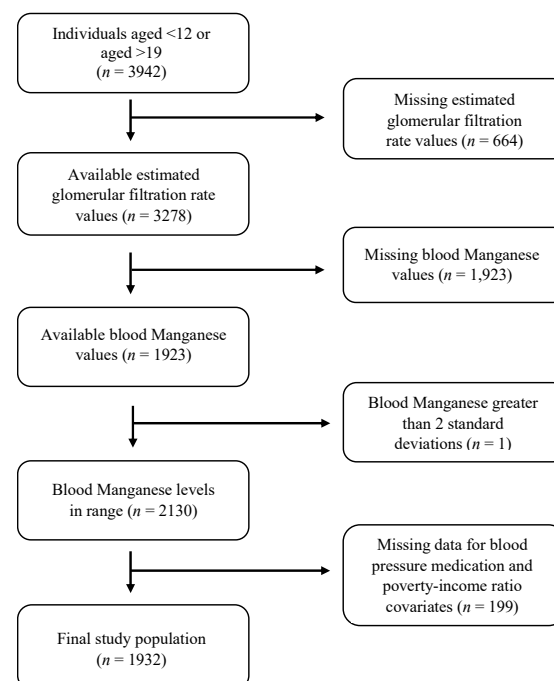 Individuals aged <12 or
aged >19
(n = 3942)
Missing estimated
glomerular filtration
rate values (n = 664)
Available estimated
glomerular filtration rate
values (n = 3278)
Missing blood Manganese
values (n = 1,923)
Available blood Manganese
values (n = 1923)
Blood Manganese greater
than 2 standard
deviations (n = 1)
Blood Manganese levels
in range (n = 2130)
Missing data for blood
pressure medication and
poverty-income ratio
covariates (n = 199)
Final study population
(n = 1932)